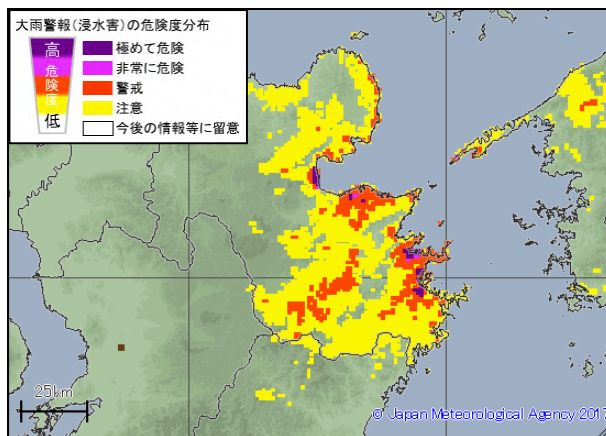 大雨警報(浸水害)の危険度分布
高
危険度
低
極めて危険
非常に危険
警戒
注意
今後の情報等に留意
25km
© Japan Meteorological Agency 2017